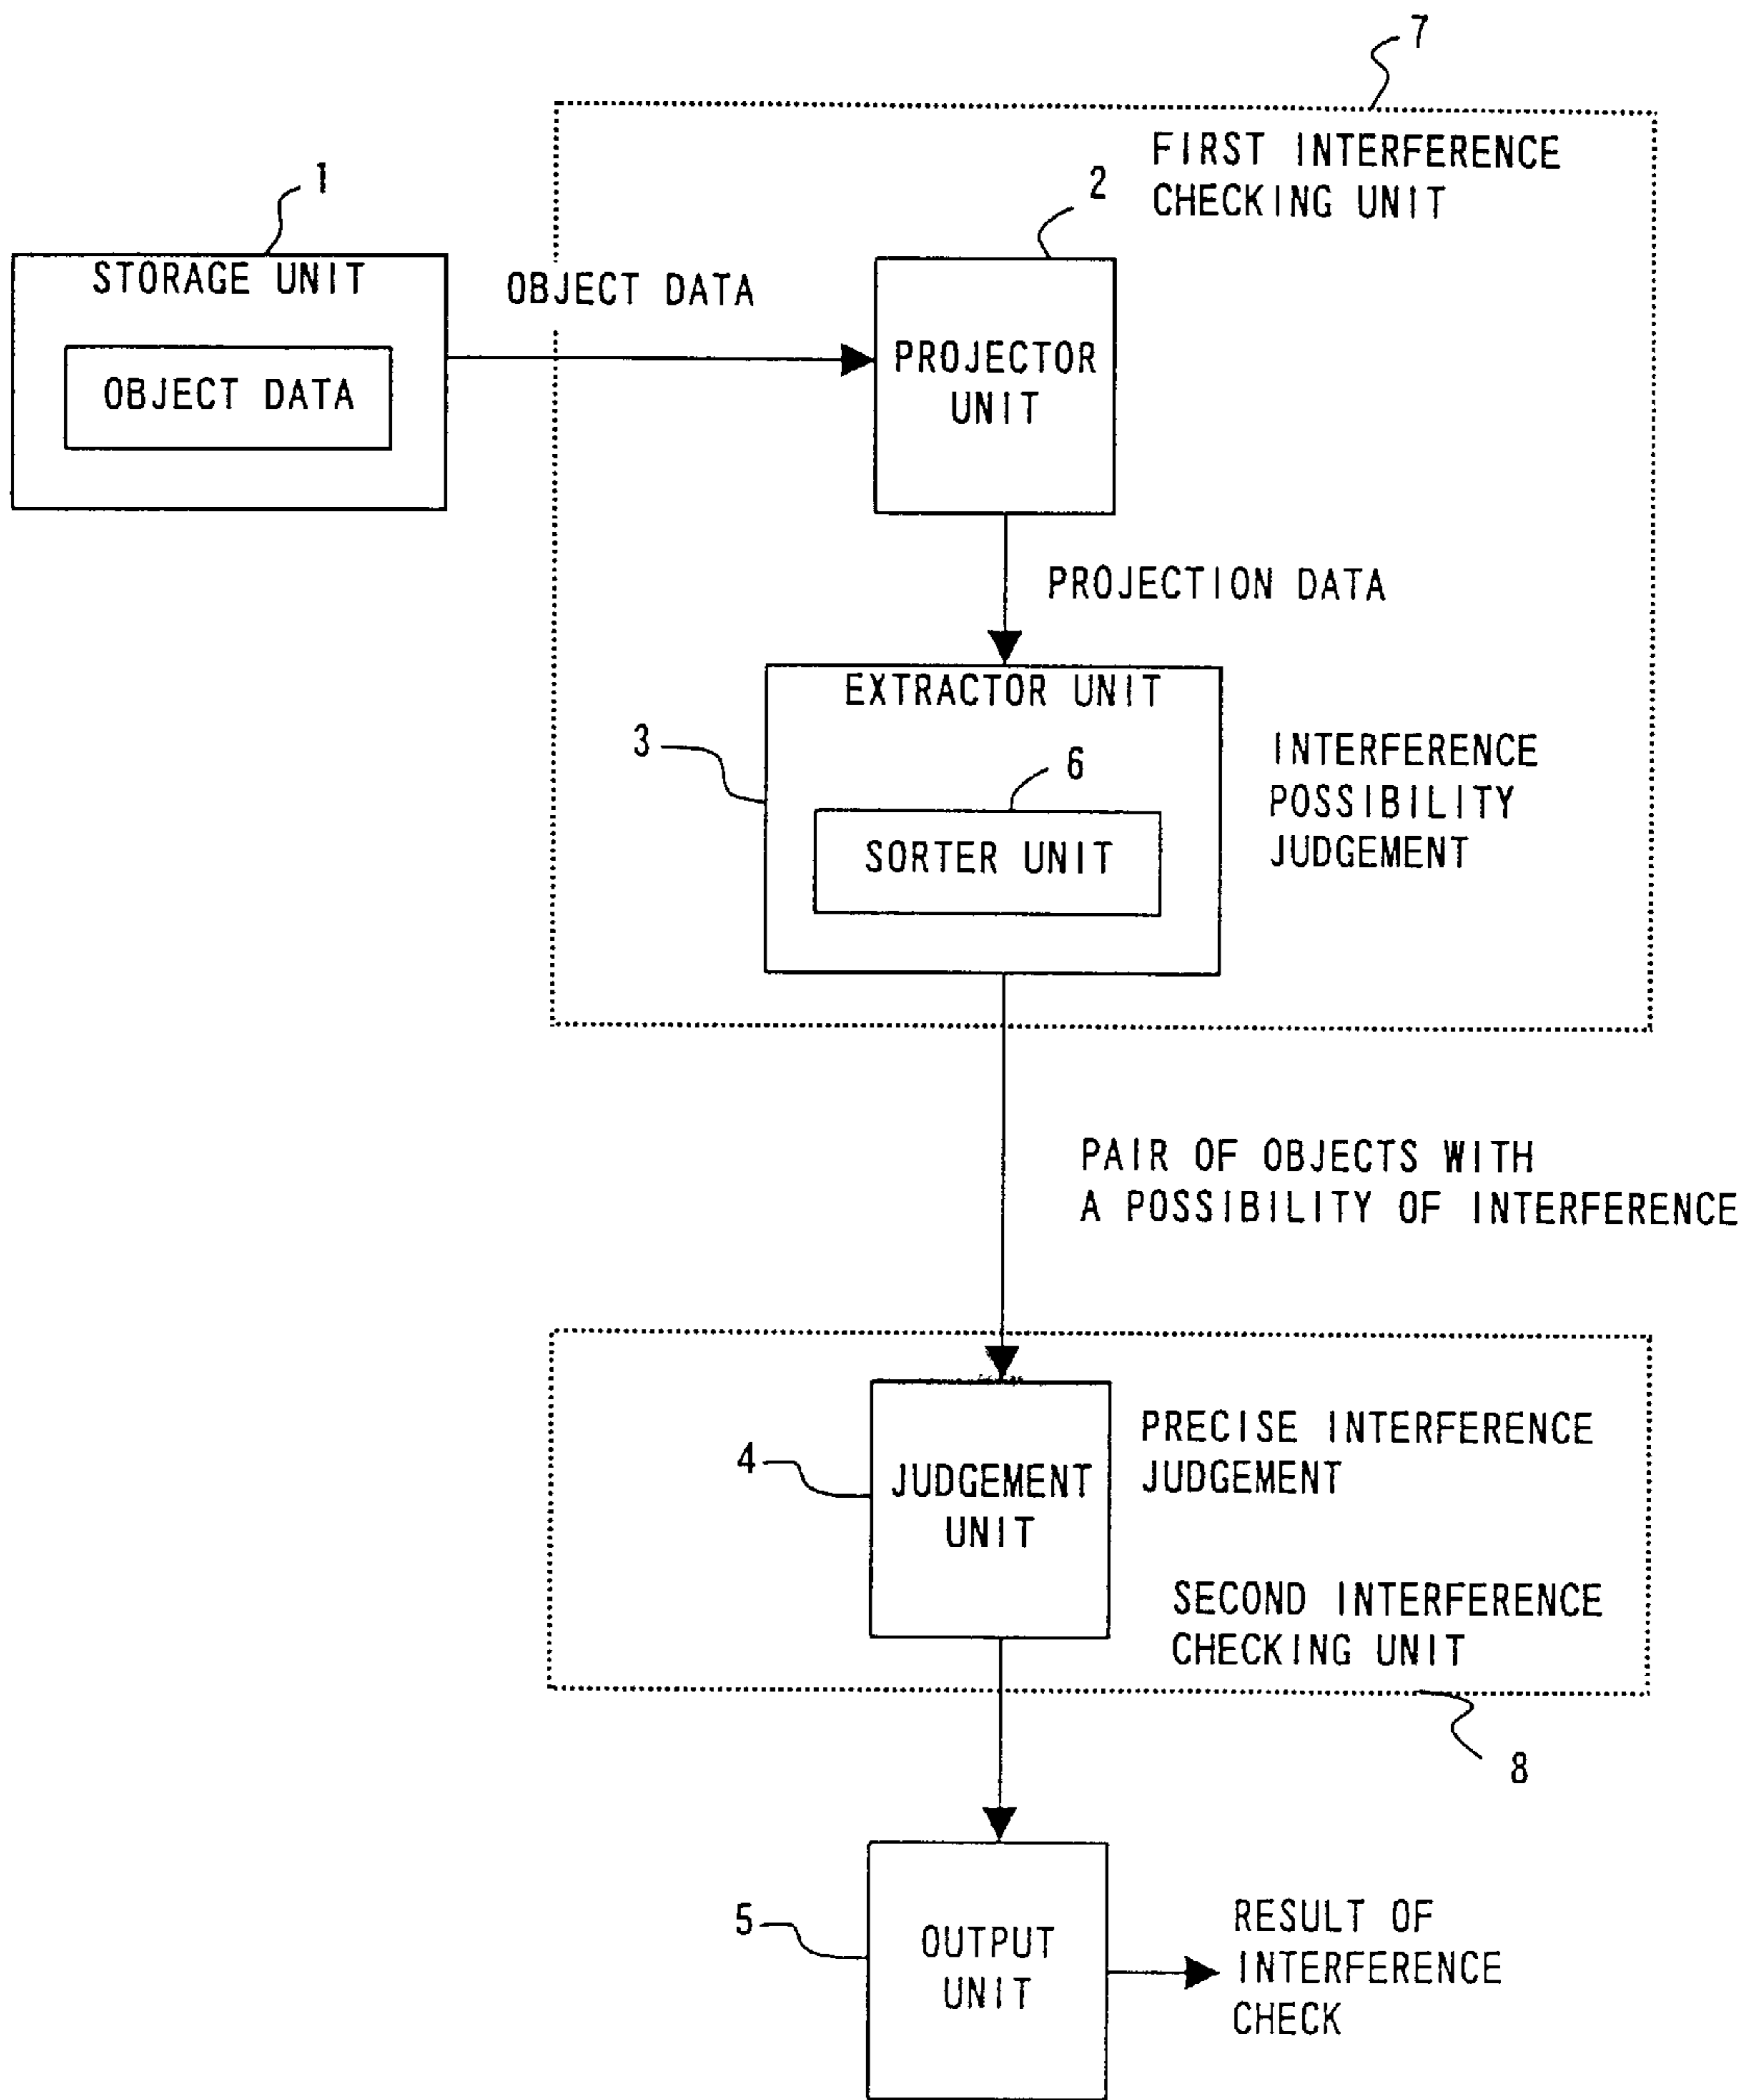 7
FIRST INTERFERENCE
CHECKING UNIT
1
2
STORAGE UNIT
OBJECT DATA
OBJECT DATA
PROJECTOR
UNIT
PROJECTION DATA
EXTRACTOR UNIT
3
6
SORTER UNIT
INTERFERENCE
POSSIBILITY
JUDGEMENT
PAIR OF OBJECTS WITH
A POSSIBILITY OF INTERFERENCE
4
JUDGEMENT
UNIT
PRECISE INTERFERENCE
JUDGEMENT
SECOND INTERFERENCE
CHECKING UNIT
8
5
OUTPUT
UNIT
RESULT OF
INTERFERENCE
CHECK